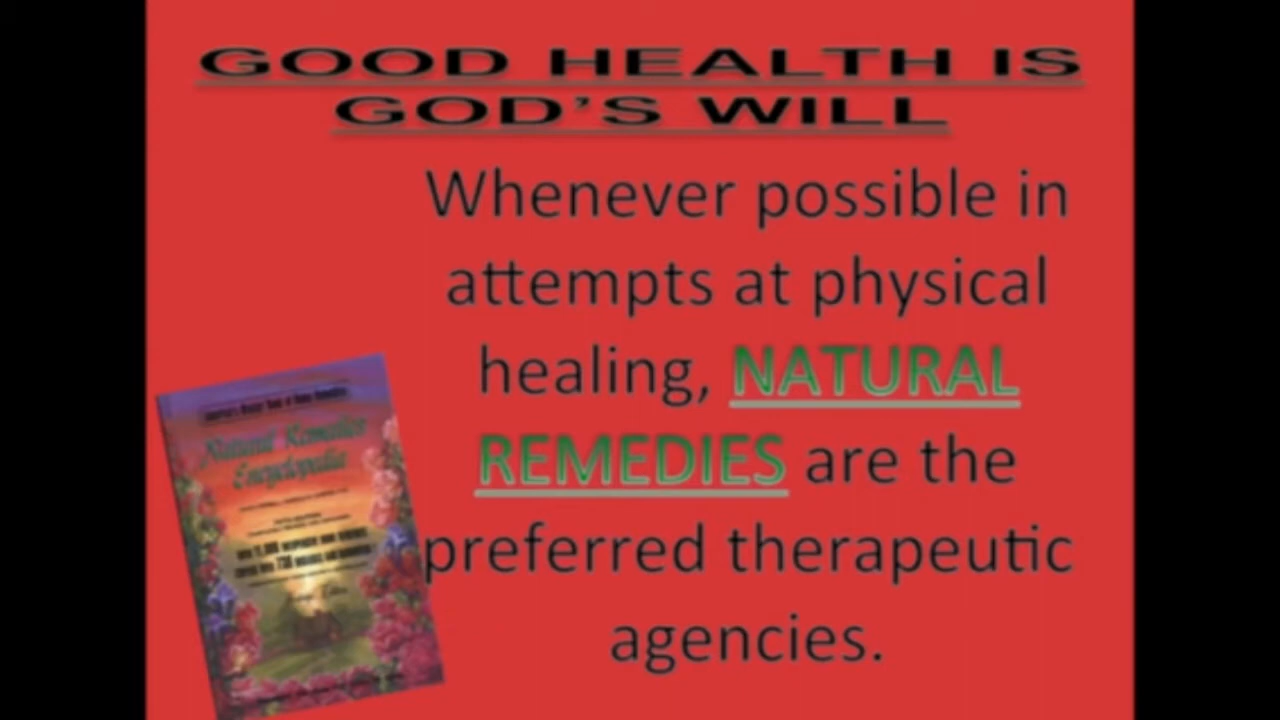 GOOD HEALTH IS
GOD'S WILL
Whenever possible in
attempts at physical
healing, NATURAL
REMEDIES are the
preferred therapeutic
agencies.
Natural Remedies
Encyclopedia